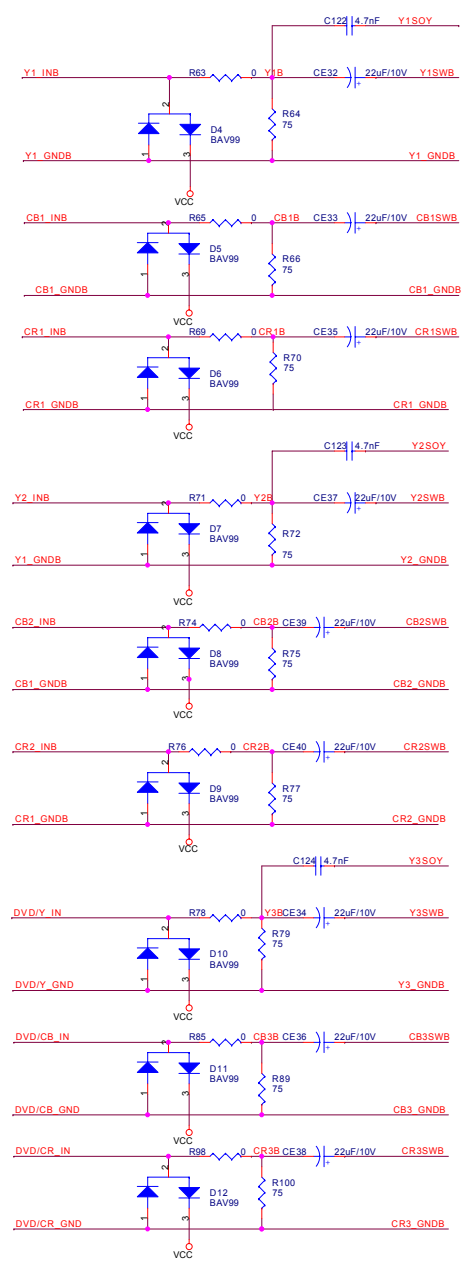 C122 4.7nF Y1SOY
Y1_INB R63 0 Y1B CE32 22uF/10V Y1SWB
2 D4 BAV99 R64 75
1 3
Y1_GNDB Y1_GNDB
VCC
CB1_INB R65 0 CB1B CE33 22uF/10V CB1SWB
2 D5 BAV99 R66 75
1 3
CB1_GNDB CB1_GNDB
VCC
CR1_INB R69 0 CR1B CE35 22uF/10V CR1SWB
2 D6 BAV99 R70 75
1 3
CR1_GNDB CR1_GNDB
VCC
C123 4.7nF Y2SOY
Y2_INB R71 0 Y2B CE37 22uF/10V Y2SWB
2 D7 BAV99 R72 75
1 3
Y1_GNDB Y2_GNDB
VCC
CB2_INB R74 0 CB2B CE39 22uF/10V CB2SWB
2 D8 BAV99 R75 75
1 3
CB1_GNDB CB2_GNDB
VCC
CR2_INB R76 0 CR2B CE40 22uF/10V CR2SWB
2 D9 BAV99 R77 75
1 3
CR1_GNDB CR2_GNDB
VCC
C124 4.7nF Y3SOY
DVD/Y_IN R78 0 Y3B CE34 22uF/10V Y3SWB
2 D10 BAV99 R79 75
1 3
DVD/Y_GND Y3_GNDB
VCC
DVD/CB_IN R85 0 CB3B CE36 22uF/10V CB3SWB
2 D11 BAV99 R89 75
1 3
DVD/CB_GND CB3_GNDB
VCC
DVD/CR_IN R98 0 CR3B CE38 22uF/10V CR3SWB
2 D12 BAV99 R100 75
1 3
DVD/CR_GND CR3_GNDB
VCC